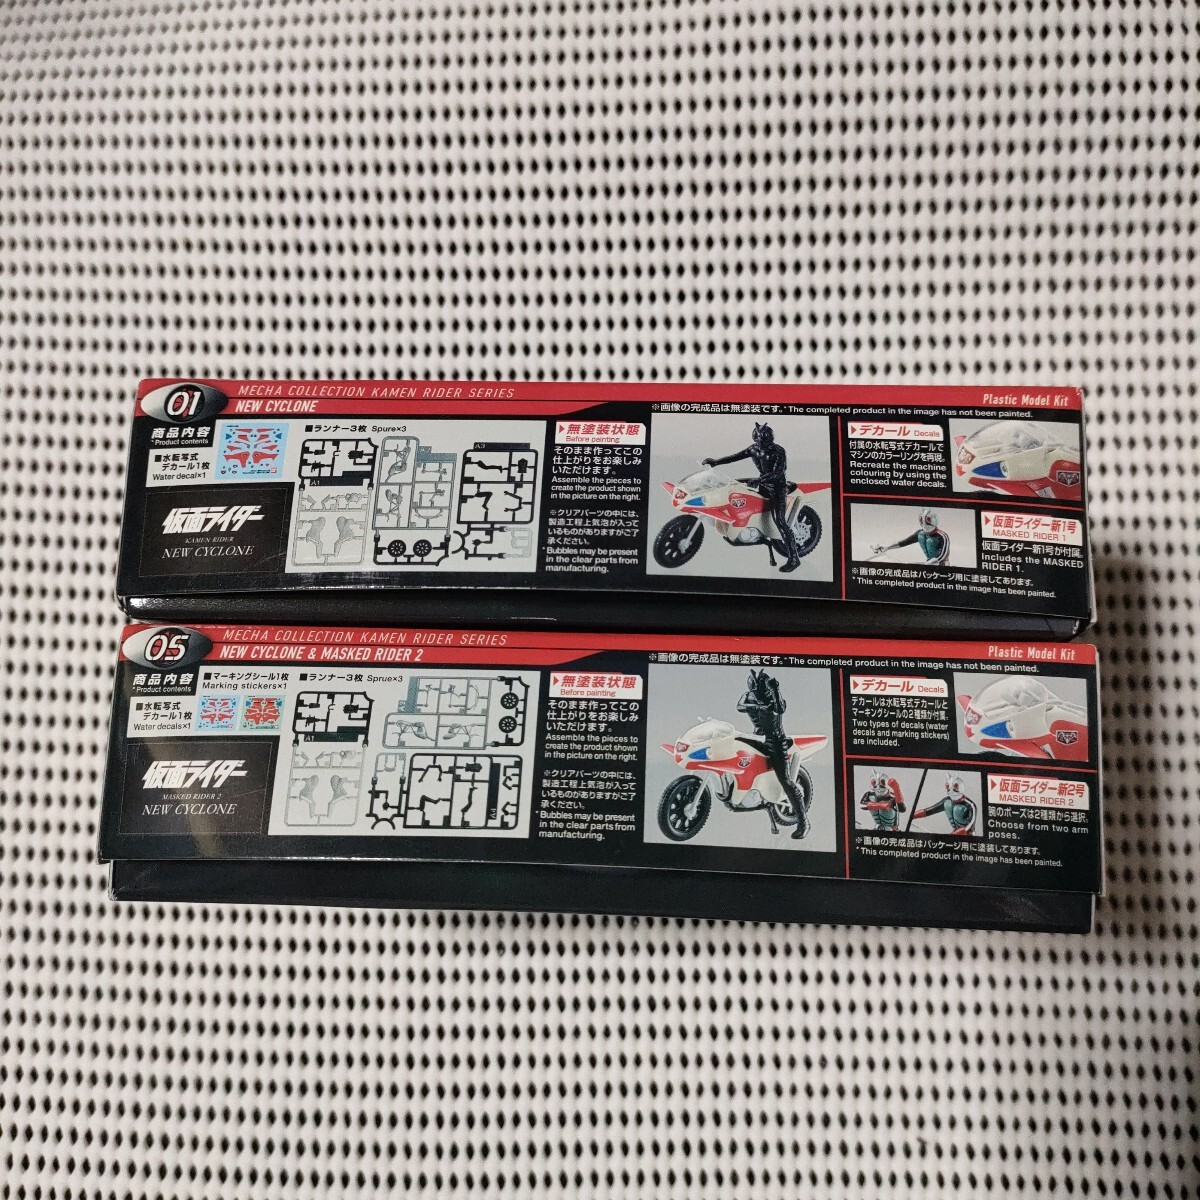 01
MECHA COLLECTION KAMEN RIDER SERIES
NEW CYCLONE
Plastic Model Kit
※画像の完成品は無塗装です。* The completed product in the image has not been painted.
商品内容
* Product contents
■水転写式
デカール1枚
Water decal×1
■ランナー3枚 Spure×3
A1
A3
仮面ライダー
KAMEN RIDER
NEW CYCLONE
▶無塗装状態
Before painting
そのまま作ってこの
仕上がりをお楽しみ
いただけます。
Assemble the pieces to
create the product shown
in the picture on the right.
※クリアパーツの中には、
製造工程上気泡が入って
いるものがありますがご
了承ください。
* Bubbles may be present
in the clear parts from
manufacturing.
▶デカール Decals
付属の水転写式デカールで
マシンのカラーリングを再現。
Recreate the machine
colouring by using the
enclosed water decals.
▶仮面ライダー新1号
MASKED RIDER 1
仮面ライダー新1号が付属。
Includes the MASKED
RIDER 1.
※画像の完成品はパッケージ用に塗装してあります。
* This completed product in the image has been painted.
05
MECHA COLLECTION KAMEN RIDER SERIES
NEW CYCLONE & MASKED RIDER 2
Plastic Model Kit
※画像の完成品は無塗装です。* The completed product in the image has not been painted.
商品内容
* Product contents
■マーキングシール1枚
Marking stickers×1
■水転写式
デカール1枚
Water decals×1
■ランナー3枚 Sprue×3
A1
A4
仮面ライダー
MASKED RIDER 2
NEW CYCLONE
▶無塗装状態
Before painting
そのまま作ってこの
仕上がりをお楽しみ
いただけます。
Assemble the pieces to
create the product shown
in the picture on the right.
※クリアパーツの中には、
製造工程上気泡が入って
いるものがありますがご了
承ください。
* Bubbles may be present
in the clear parts from
manufacturing.
▶デカール Decals
デカールは水転写式デカールと
マーキングシールの2種類が付属。
Two types of decals (water
decals and marking stickers)
are included.
▶仮面ライダー新2号
MASKED RIDER 2
腕のポーズは2種類から選択。
Choose from two arm
poses.
※画像の完成品はパッケージ用に塗装してあります。
* This completed product in the image has been painted.